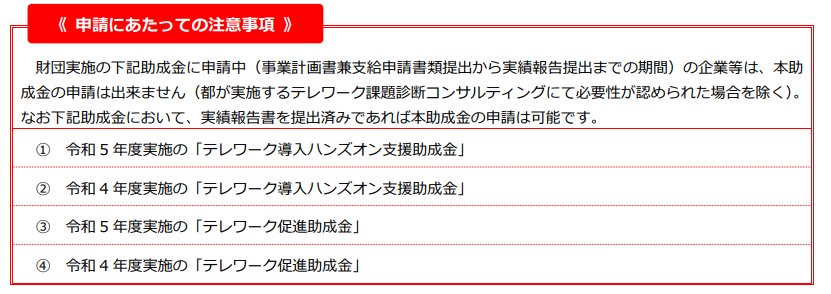 《 申請にあたっての注意事項 》
財団実施の下記助成金に申請中（事業計画書兼支給申請書類提出から実績報告提出までの期間）の企業等は、本助
成金の申請は出来ません（都が実施するテレワーク課題診断コンサルティングにて必要性が認められた場合を除く）。
なお下記助成金において、実績報告書を提出済みであれば本助成金の申請は可能です。
① 令和５年度実施の「テレワーク導入ハンズオン支援助成金」
② 令和４年度実施の「テレワーク導入ハンズオン支援助成金」
③ 令和５年度実施の「テレワーク促進助成金」
④ 令和４年度実施の「テレワーク促進助成金」